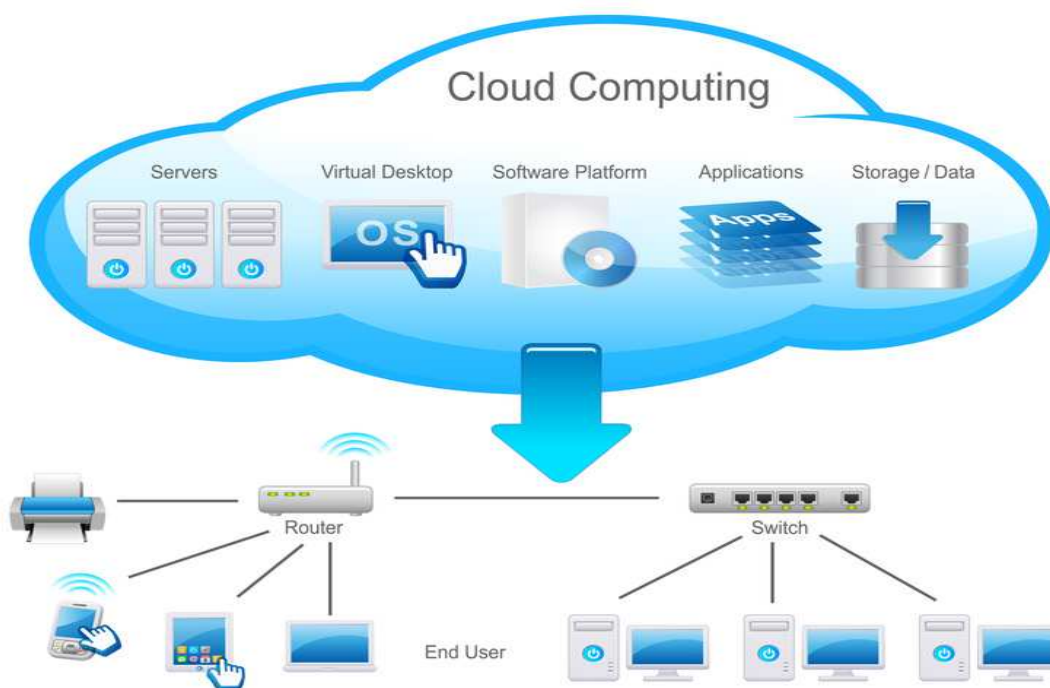 Cloud Computing
Servers
Virtual Desktop
Software Platform
Applications
Storage / Data
OS
Apps
Router
Switch
End User